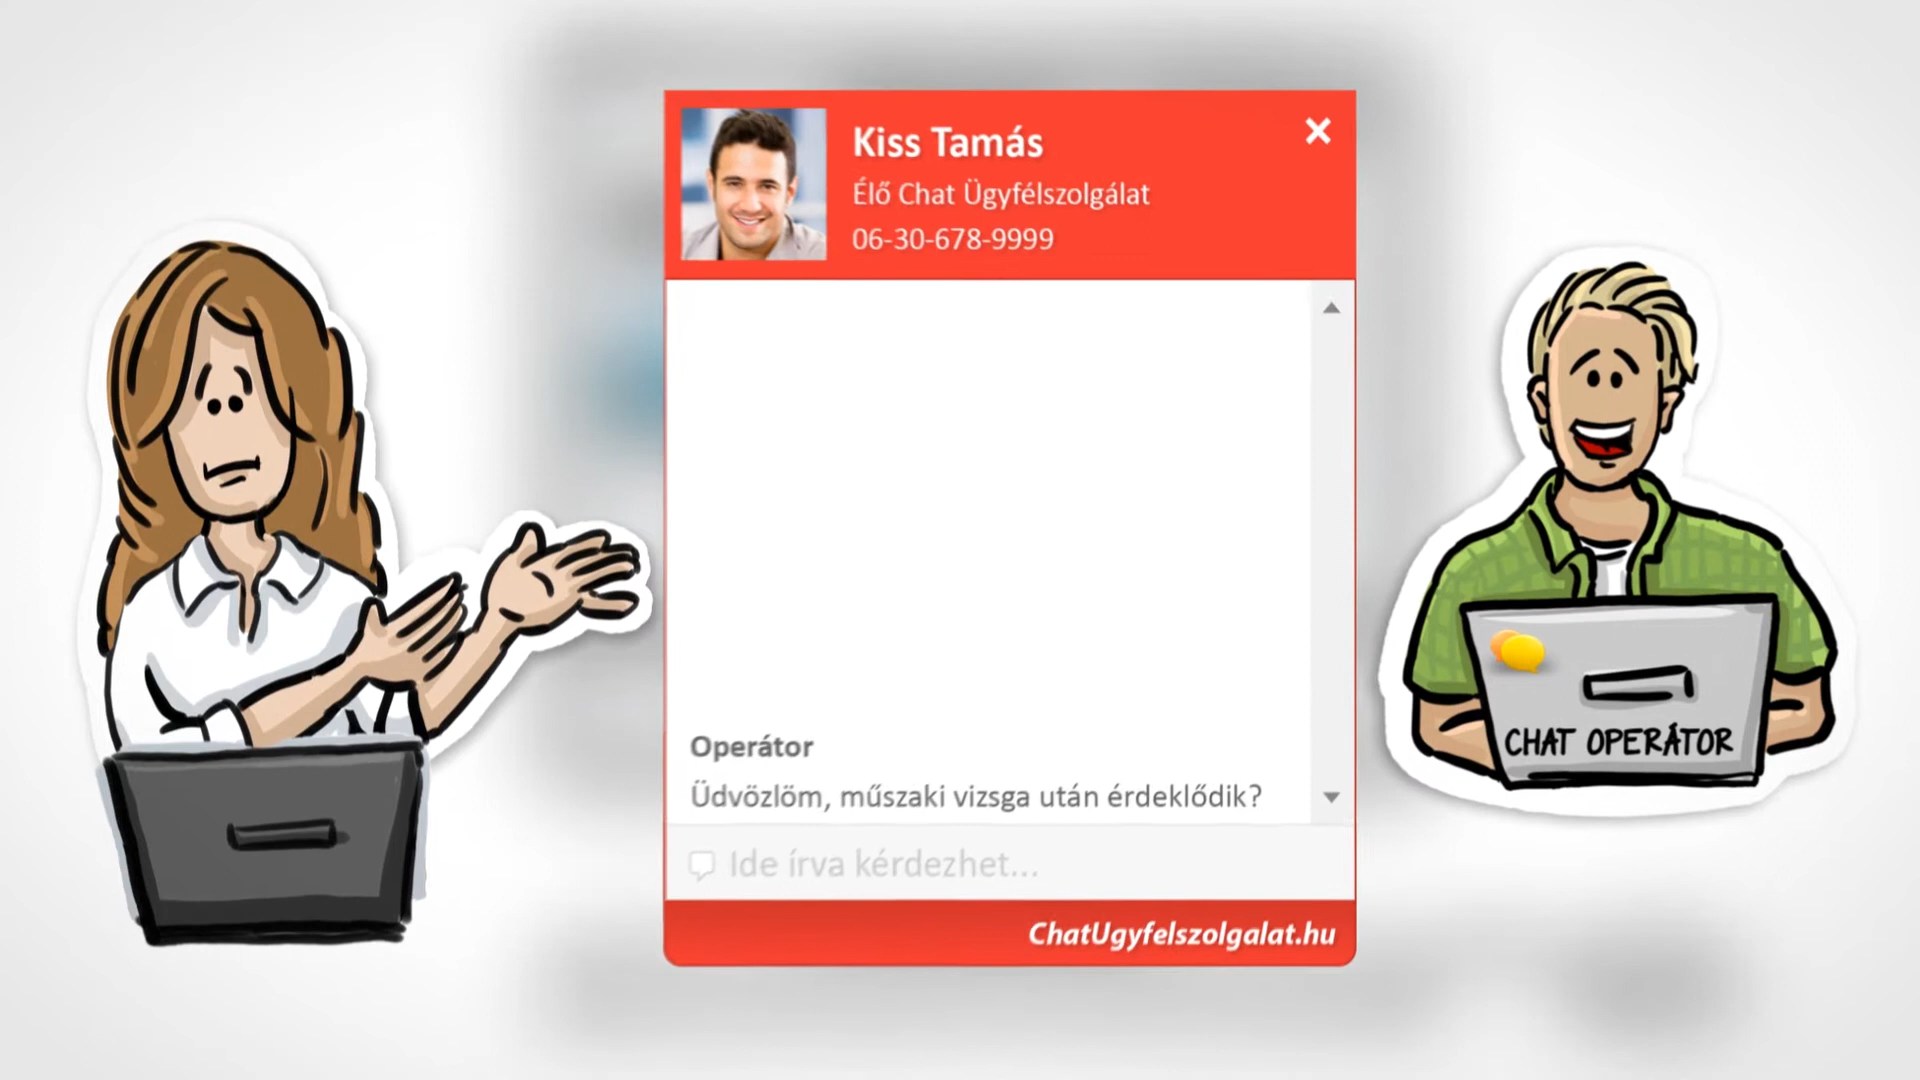 Kiss Tamás
Élő Chat Ügyfélszolgálat
06-30-678-9999
Operátor
Üdvözlöm, műszaki vizsga után érdeklődik?
Ide írva kérdezhet...
ChatUgyfelszolgalat.hu
CHAT OPERÁTOR